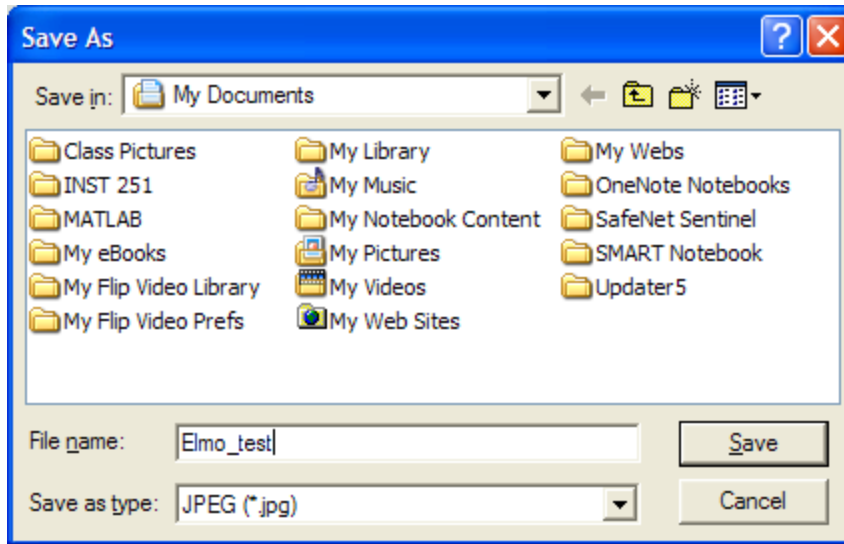 Save As
Save in: My Documents
Class Pictures
INST 251
MATLAB
My eBooks
My Flip Video Library
My Flip Video Prefs
My Library
My Music
My Notebook Content
My Pictures
My Videos
My Web Sites
My Webs
OneNote Notebooks
SafeNet Sentinel
SMART Notebook
Updater5
File name: Elmo_test
Save
Save as type: JPEG (*.jpg)
Cancel